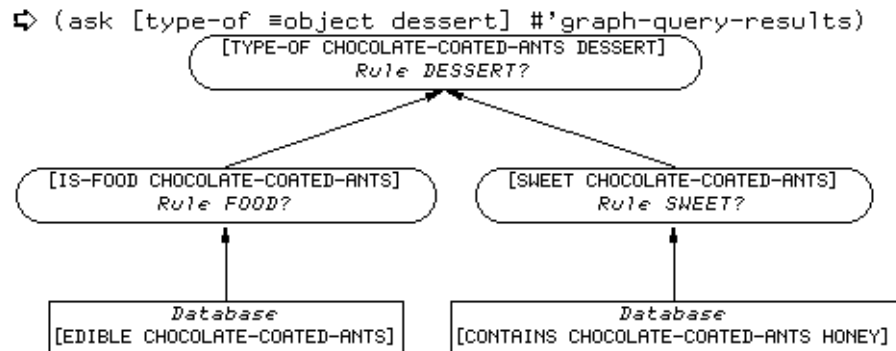 ➪ (ask [type-of ≡object dessert] #'graph-query-results)
[TYPE-OF CHOCOLATE-COATED-ANTS DESSERT]
Rule DESSERT?
[IS-FOOD CHOCOLATE-COATED-ANTS]
Rule FOOD?
[SWEET CHOCOLATE-COATED-ANTS]
Rule SWEET?
Database
[EDIBLE CHOCOLATE-COATED-ANTS]
Database
[CONTAINS CHOCOLATE-COATED-ANTS HONEY]